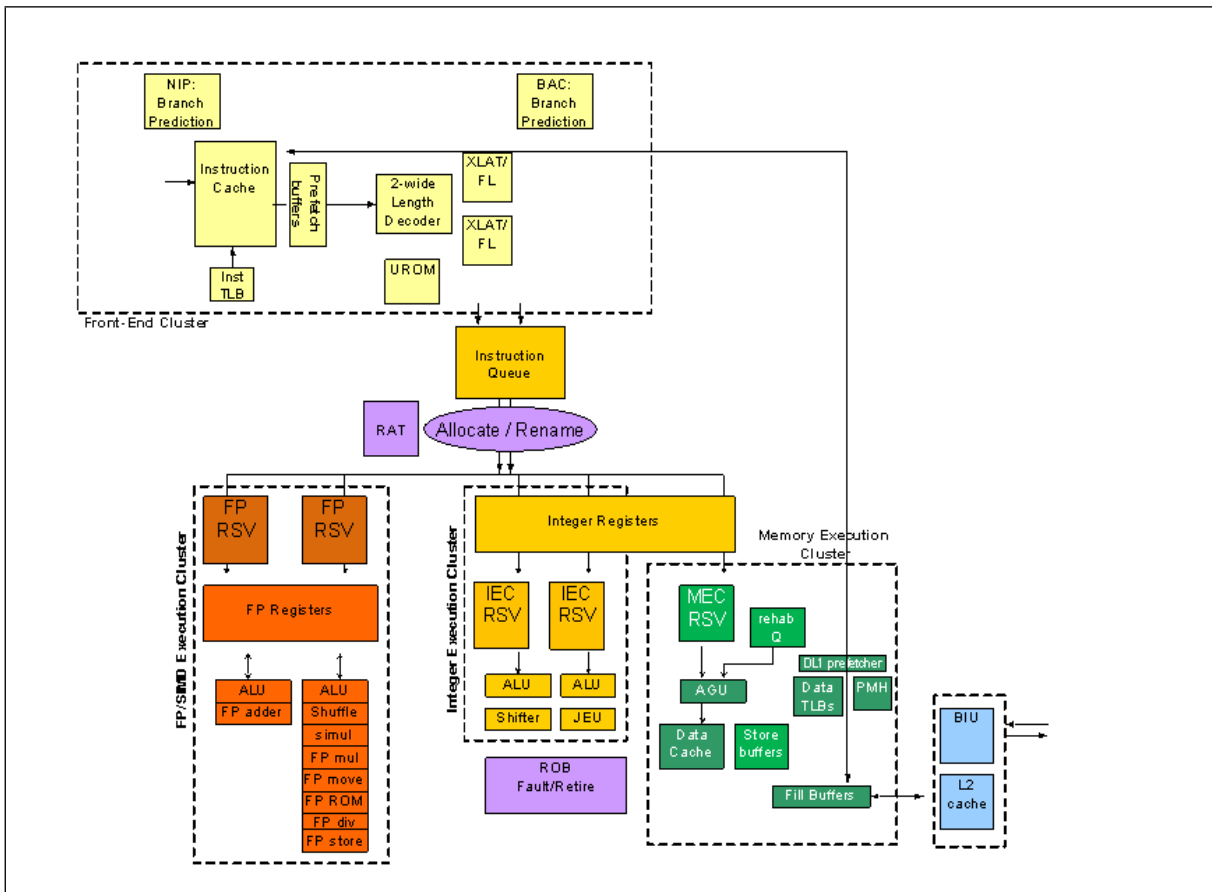 NIP:
Branch
Prediction
BAC:
Branch
Prediction
Instruction
Cache
Prefetch
buffers
2-wide
Length
Decoder
XLAT/
FL
XLAT/
FL
UROM
Inst
TLB
Front-End Cluster
Instruction
Queue
RAT
Allocate / Rename
FP/SIMD Execution Cluster
FP
RSV
FP
RSV
FP Registers
ALU
FP adder
ALU
Shuffle
simul
FP mul
FP move
FP ROM
FP div
FP store
Integer Execution Cluster
Integer Registers
IEC
RSV
IEC
RSV
ALU
ALU
Shifter
JEU
ROB
Fault/Retire
Memory Execution
Cluster
MEC
RSV
rehab
Q
DL1 prefetcher
AGU
Data
TLBs
PMH
Data
Cache
Store
buffers
Fill Buffers
BIU
L2
cache